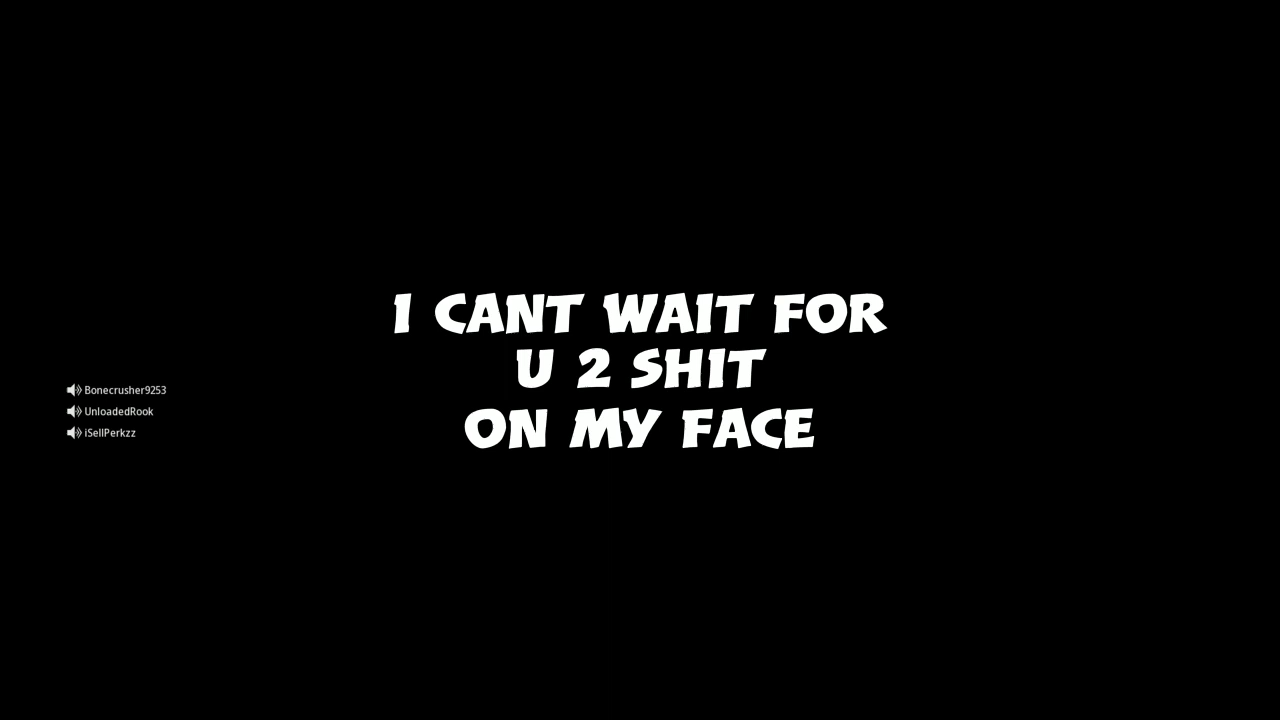 I CANT WAIT FOR
U 2 SHIT
ON MY FACE
Bonecrusher9253
UnloadedRook
iSellPerkzz